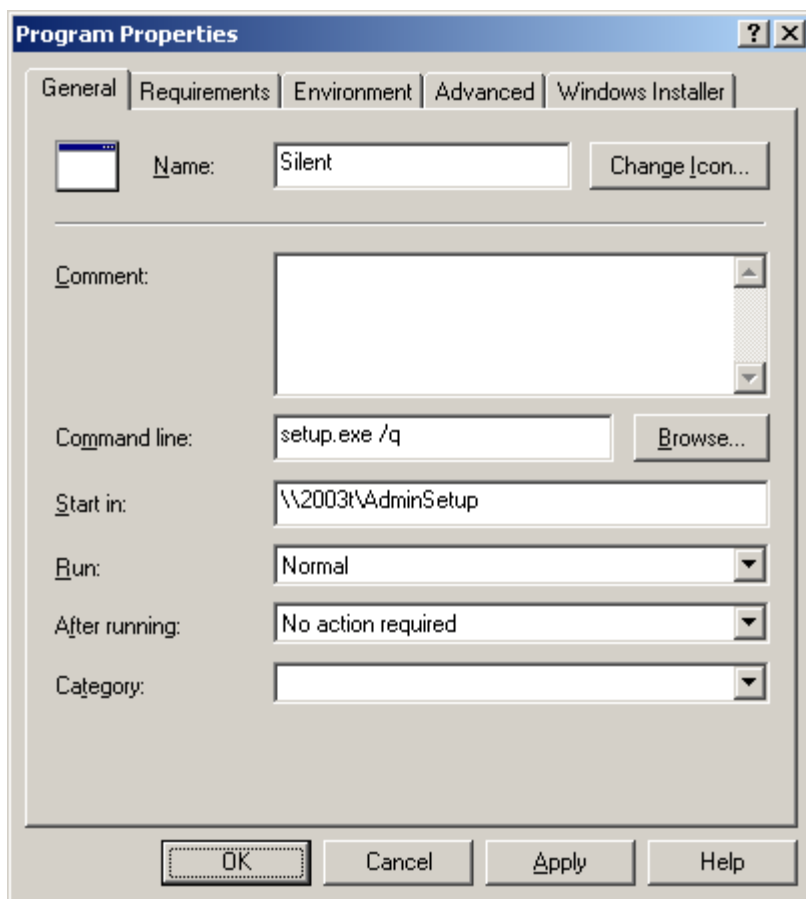 Program Properties
General Requirements Environment Advanced Windows Installer
Name: Silent Change Icon...
Comment:
Command line: setup.exe /q Browse...
Start in: \\2003t\AdminSetup
Run: Normal
After running: No action required
Category:
OK Cancel Apply Help